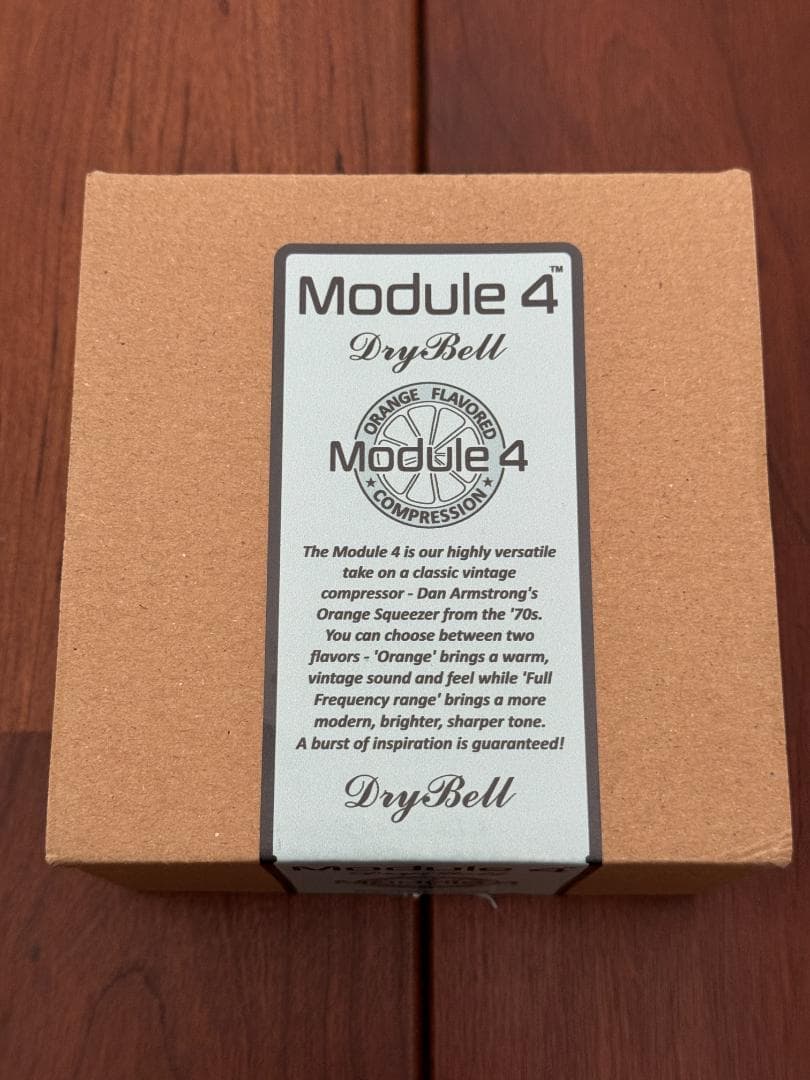 Module 4™
DryBell
ORANGE FLAVORED
Module 4
★ COMPRESSION ★
The Module 4 is our highly versatile
take on a classic vintage
compressor - Dan Armstrong's
Orange Squeezer from the '70s.
You can choose between two
flavors - 'Orange' brings a warm,
vintage sound and feel while 'Full
Frequency range' brings a more
modern, brighter, sharper tone.
A burst of inspiration is guaranteed!
DryBell
Module 4